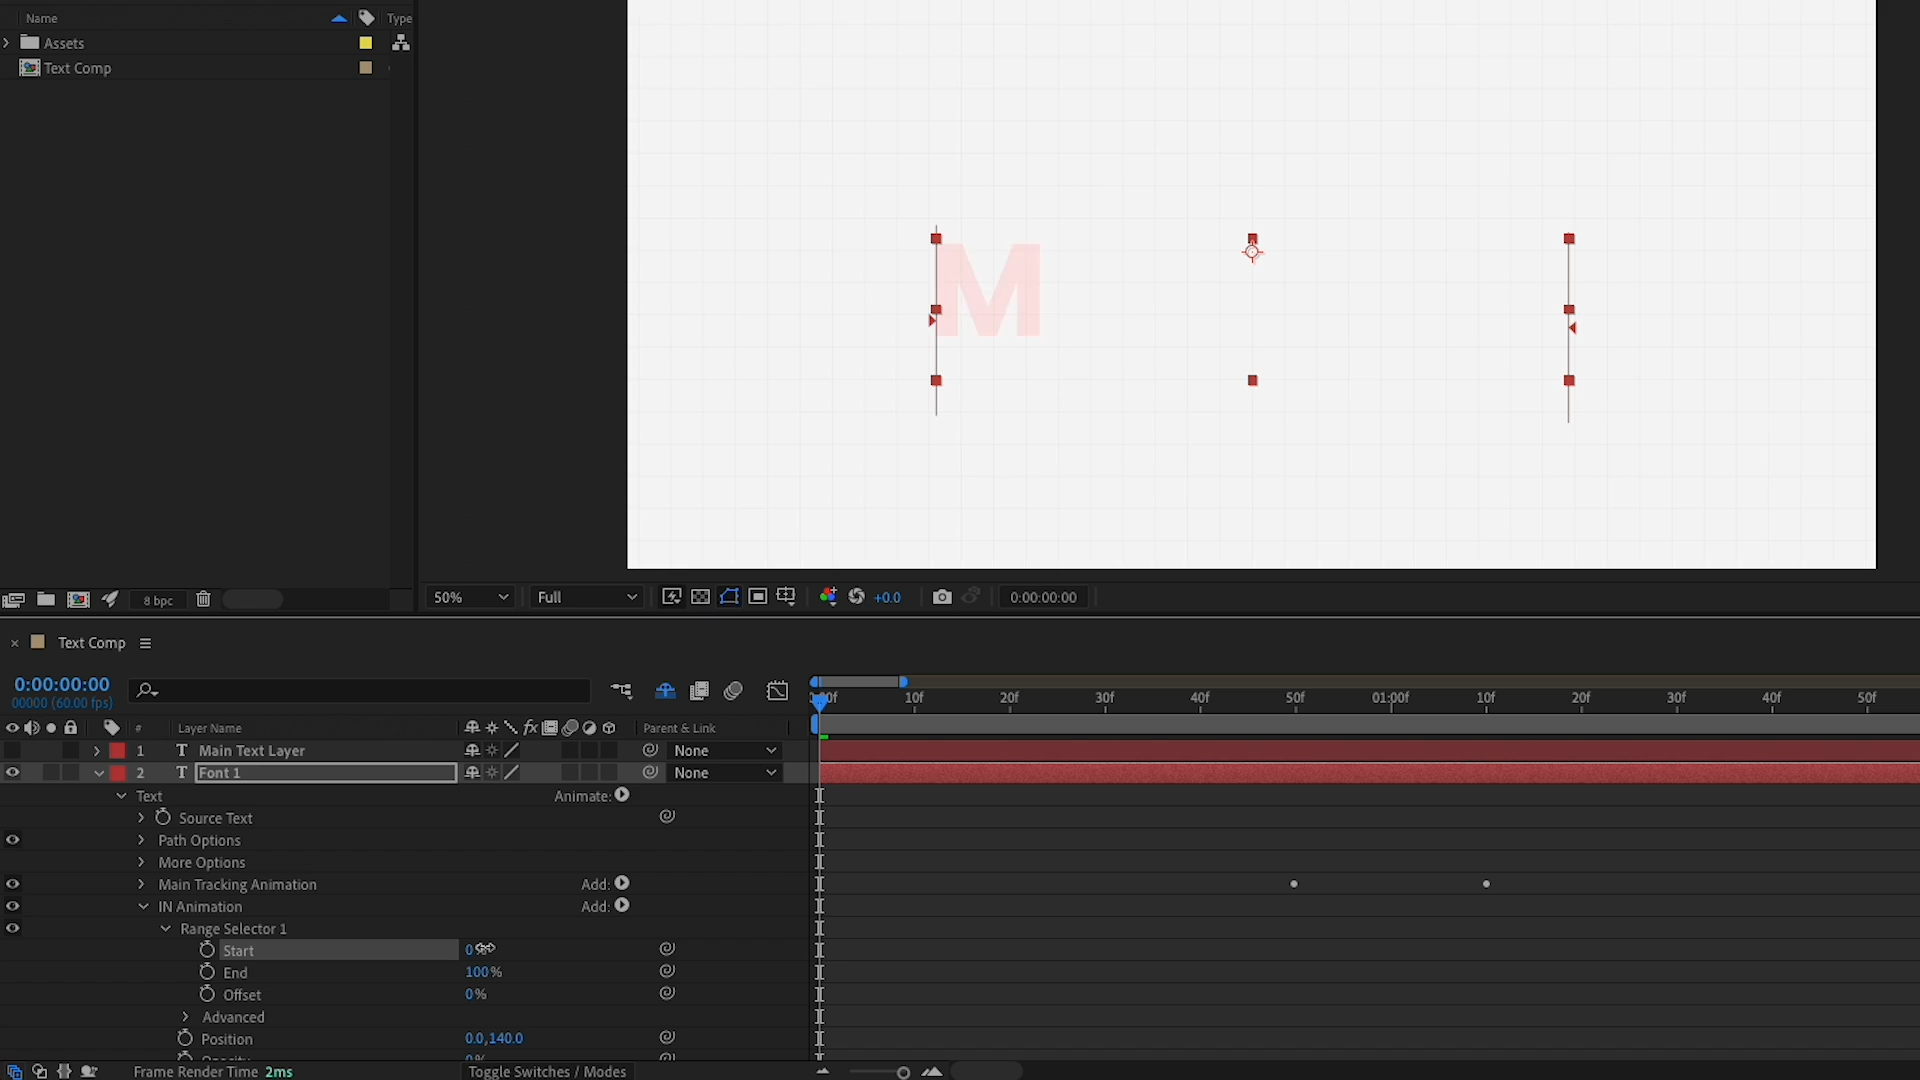 Name Type
Assets
Text Comp
M
8 bpc
50% Full +0.0 0:00:00:00
Text Comp
0:00:00:00
00000 (60.00 fps)
10f 20f 30f 40f 50f 01:00f 10f 20f 30f 40f 50f
# Layer Name fx Parent & Link
1 T Main Text Layer None
2 T Font 1 None
Text Animate:
Source Text
Path Options
More Options
Main Tracking Animation Add:
IN Animation Add:
Range Selector 1
Start 0%
End 100%
Offset 0%
Advanced
Position 0.0,140.0
Opacity 0%
Frame Render Time 2ms Toggle Switches / Modes